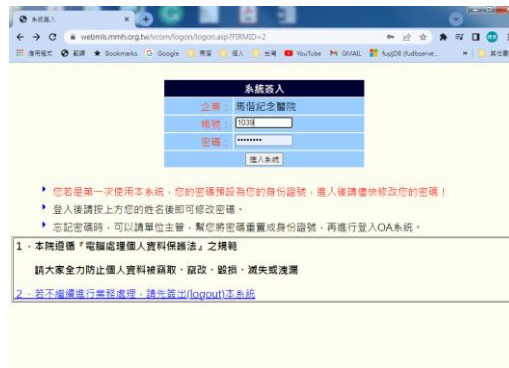 系統簽入
webmis.mmh.org.tw/vcom/logon/logon.asp?FIRMID=2
應用程式 翻譯 Bookmarks Google 個人 台灣 YouTube GMAIL
系統簽入
企業： 馬偕紀念醫院
帳號： 1039
密碼： ••••••••
進入系統
您若是第一次使用本系統，您的密碼預設為您的身份證號，進入後請儘快修改您的密碼！
登入後請按上方您的姓名後即可修改密碼。
忘記密碼時，可以請單位主管，幫您將密碼重置成身份證號，再進行登入OA系統。
1．本院遵循『電腦處理個人資料保護法』之規範
請大家全力防止個人資料被竊取、竄改、毀損、滅失或洩漏
2．若不繼續進行業務處理，請先簽出(logout)本系統